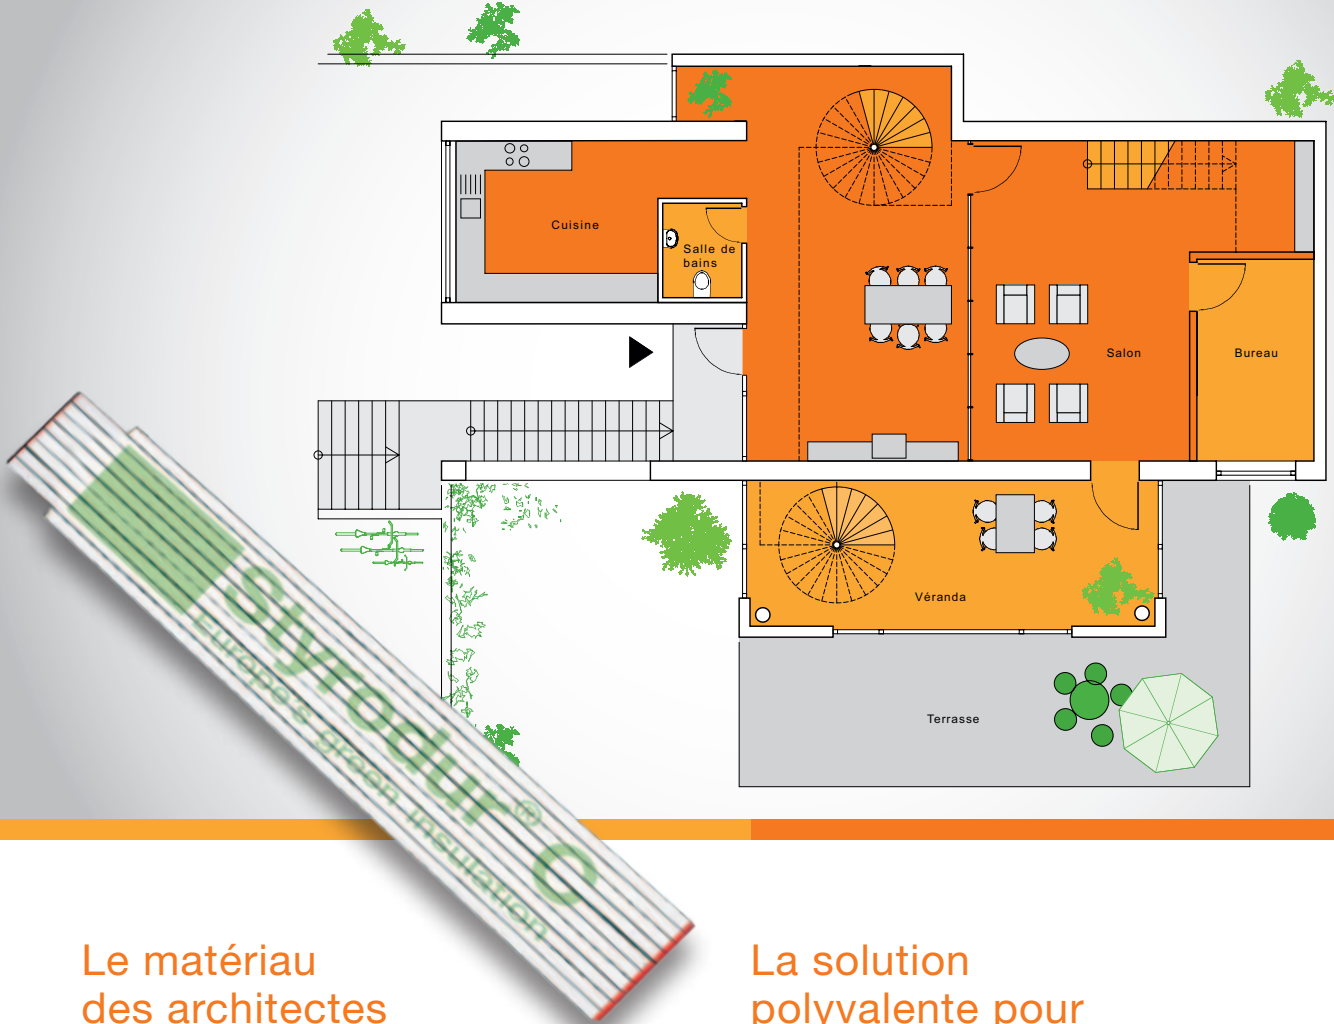 Cuisine
Salle de
bains
Salon
Bureau
Véranda
Terrasse
Styrodur® C
Europe's green insulation
Le matériau
des architectes
La solution
polyvalente pour